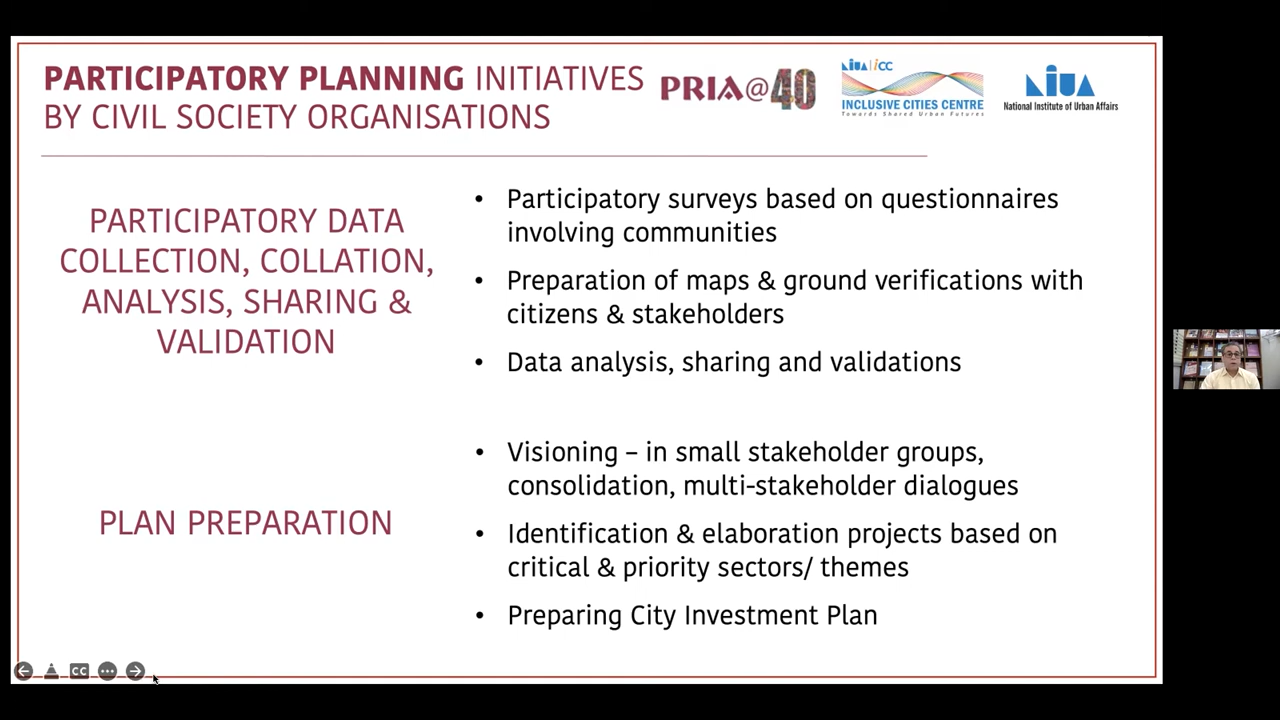 PARTICIPATORY PLANNING INITIATIVES
BY CIVIL SOCIETY ORGANISATIONS
PRIA@40
NIUA | iCC
INCLUSIVE CITIES CENTRE
Towards Shared Urban Futures
NIUA
National Institute of Urban Affairs
PARTICIPATORY DATA
COLLECTION, COLLATION,
ANALYSIS, SHARING &
VALIDATION
• Participatory surveys based on questionnaires
involving communities
• Preparation of maps & ground verifications with
citizens & stakeholders
• Data analysis, sharing and validations
PLAN PREPARATION
• Visioning – in small stakeholder groups,
consolidation, multi-stakeholder dialogues
• Identification & elaboration projects based on
critical & priority sectors/ themes
• Preparing City Investment Plan
CC